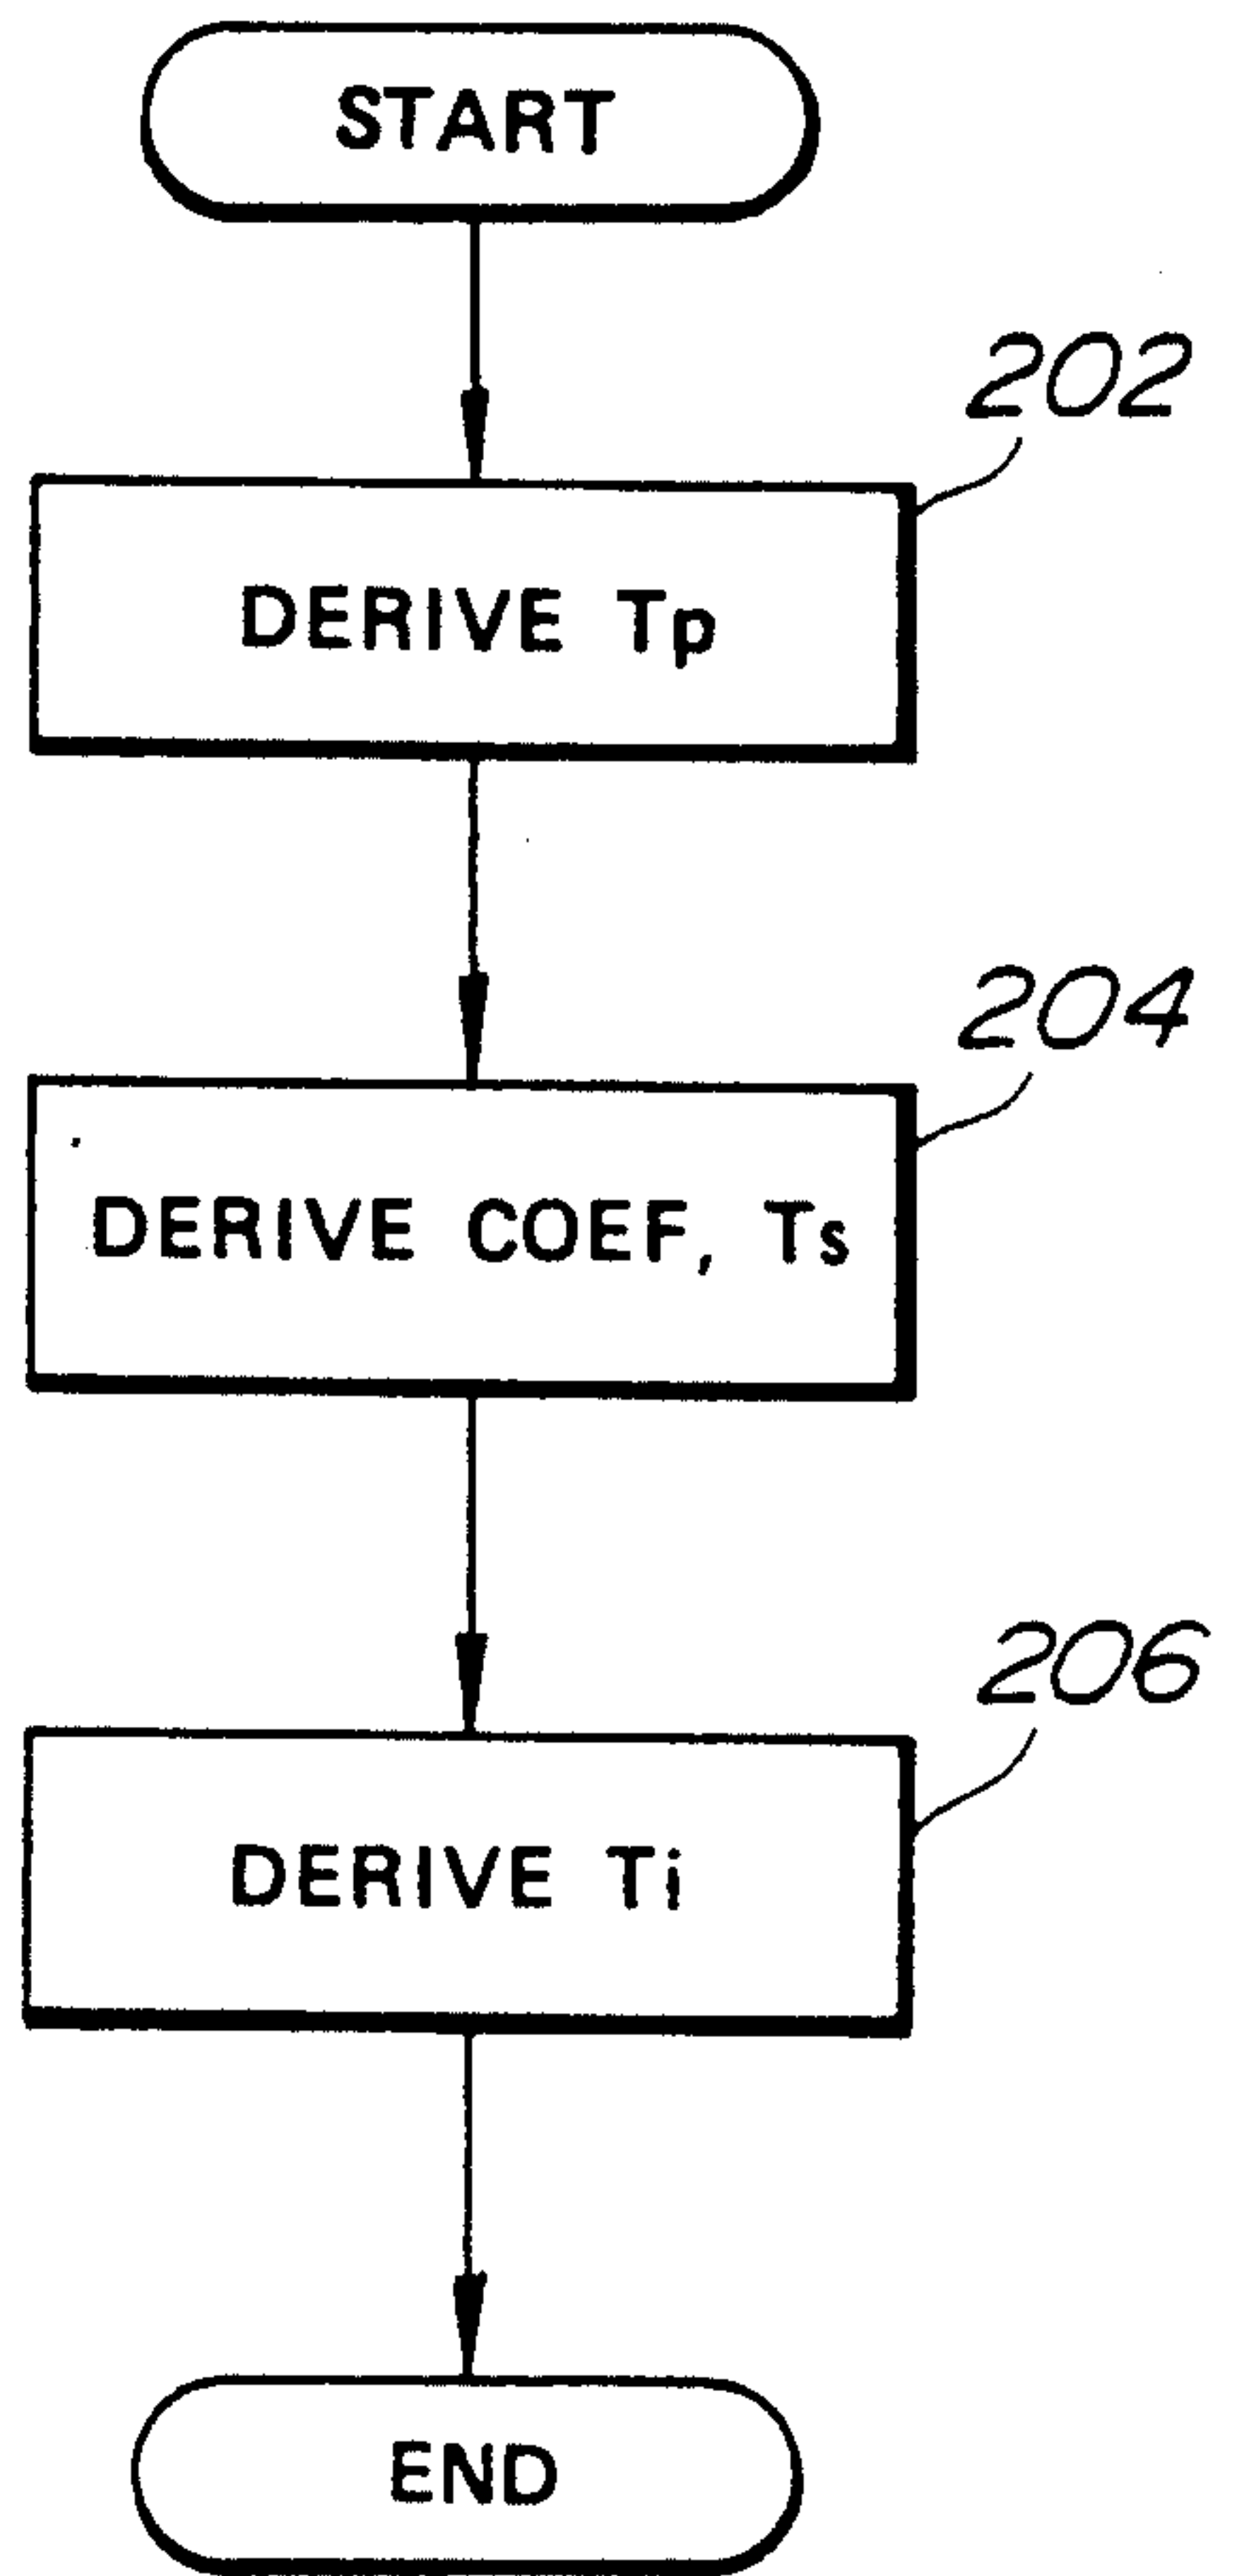 START
202
DERIVE Tp
204
DERIVE COEF, Ts
206
DERIVE Ti
END